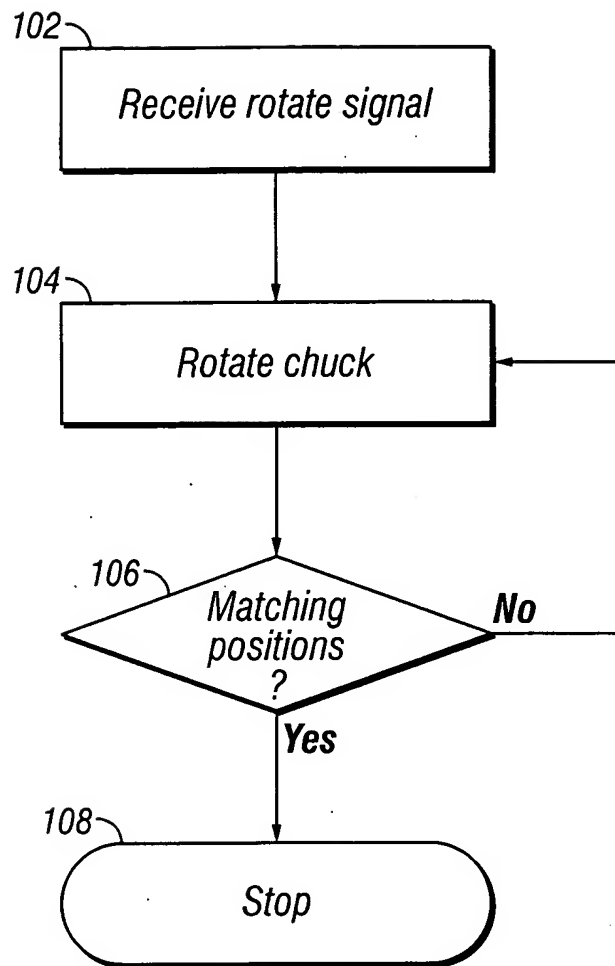 102
Receive rotate signal
104
Rotate chuck
106
Matching
positions
?
No
Yes
108
Stop